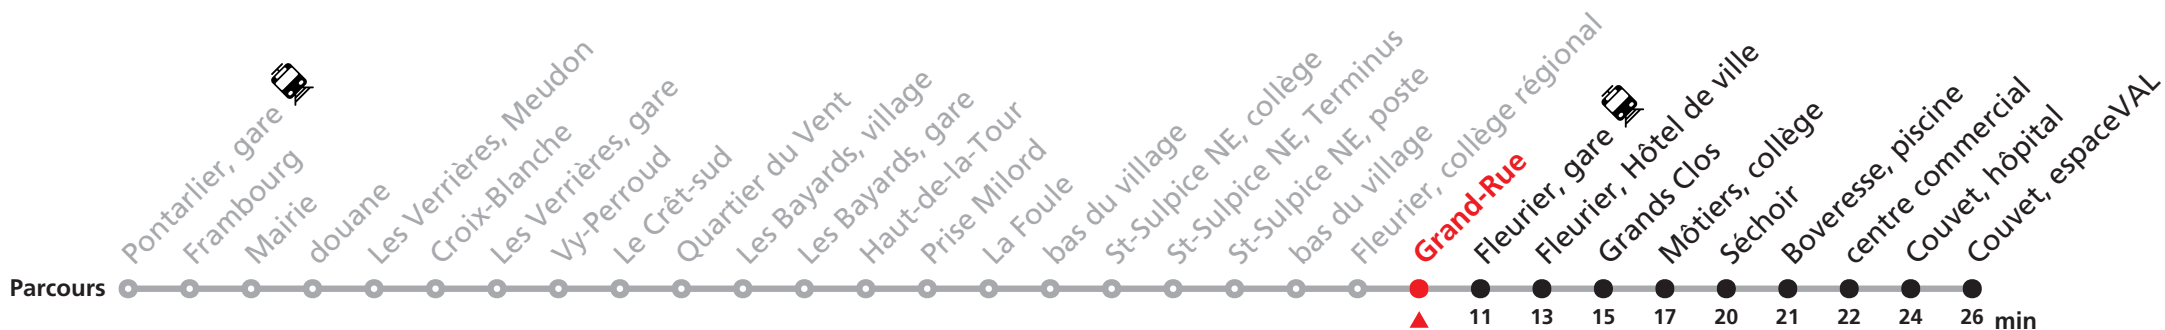 Pontarlier, gare
Frambourg
Mairie
douane
Les Verrières, Meudon
Croix-Blanche
Les Verrières, gare
Vy-Perroud
Le Crêt-sud
Quartier du Vent
Les Bayards, village
Les Bayards, gare
Haut-de-la-Tour
Prise Milord
La Foule
bas du village
St-Sulpice NE, collège
St-Sulpice NE, Terminus
St-Sulpice NE, poste
bas du village
Fleurier, collège régional
Grand-Rue
Fleurier, gare
Fleurier, Hôtel de ville
Grands Clos
Môtiers, collège
Séchoir
Boveresse, piscine
centre commercial
Couvet, hôpital
Couvet, espaceVAL
Parcours
11 13 15 17 20 21 22 24 26 min